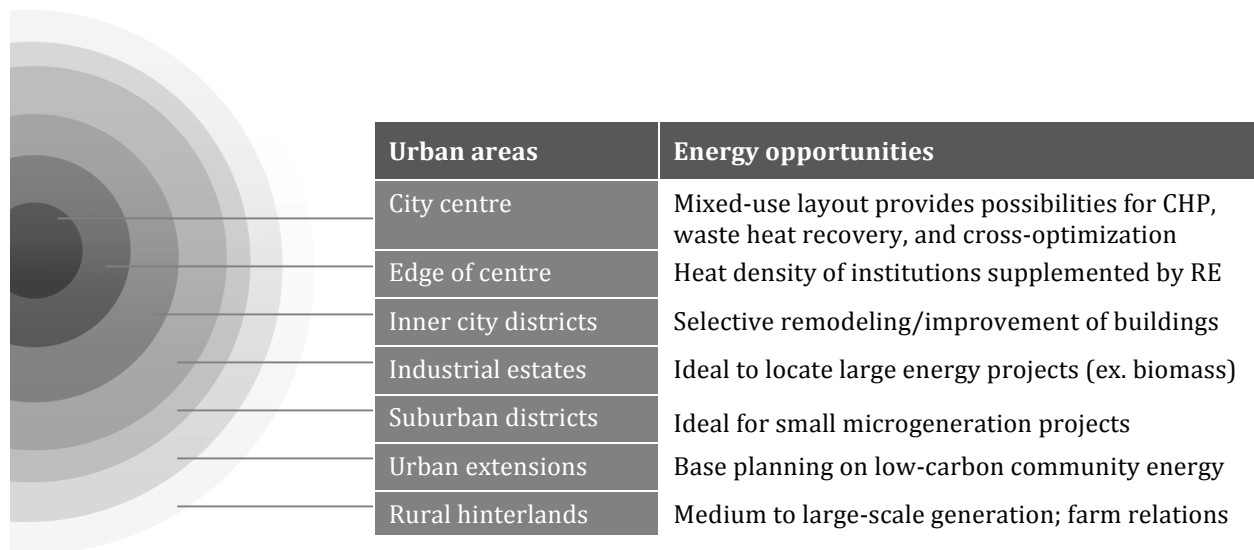 Urban areas Energy opportunities
City centre Mixed-use layout provides possibilities for CHP,
waste heat recovery, and cross-optimization
Edge of centre Heat density of institutions supplemented by RE
Inner city districts Selective remodeling/improvement of buildings
Industrial estates Ideal to locate large energy projects (ex. biomass)
Suburban districts Ideal for small microgeneration projects
Urban extensions Base planning on low-carbon community energy
Rural hinterlands Medium to large-scale generation; farm relations